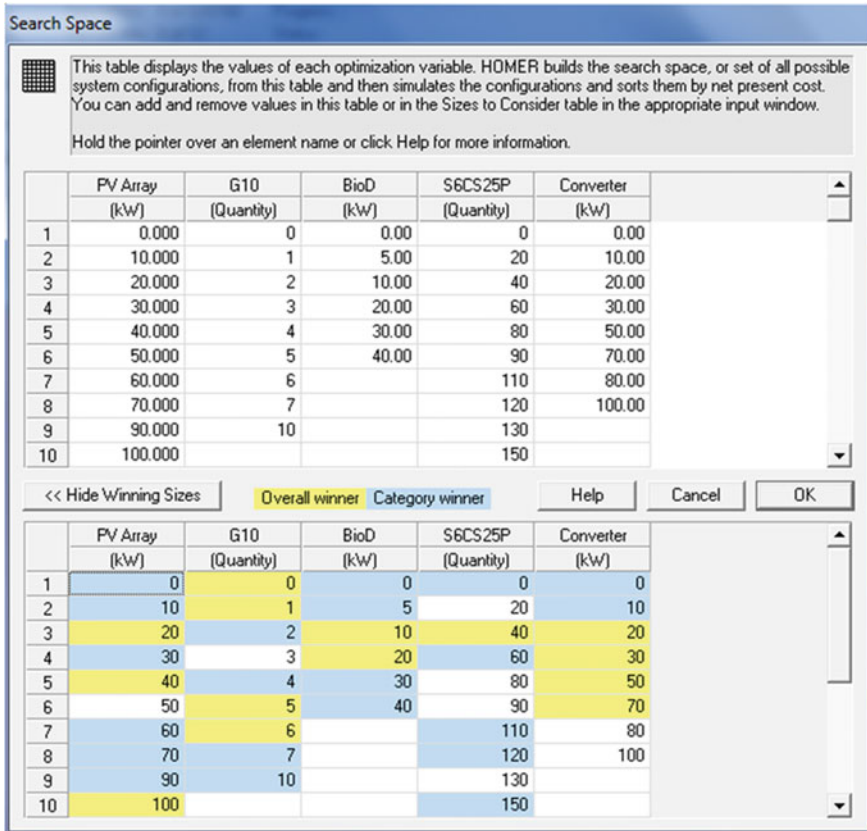 Search Space
This table displays the values of each optimization variable. HOMER builds the search space, or set of all possible
system configurations, from this table and then simulates the configurations and sorts them by net present cost.
You can add and remove values in this table or in the Sizes to Consider table in the appropriate input window.
Hold the pointer over an element name or click Help for more information.
PV Array G10 BioD S6CS25P Converter
(kW) (Quantity) (kW) (Quantity) (kW)
1 0.000 0 0.00 0 0.00
2 10.000 1 5.00 20 10.00
3 20.000 2 10.00 40 20.00
4 30.000 3 20.00 60 30.00
5 40.000 4 30.00 80 50.00
6 50.000 5 40.00 90 70.00
7 60.000 6 110 80.00
8 70.000 7 120 100.00
9 90.000 10 130
10 100.000 150
<< Hide Winning Sizes Overall winner Category winner Help Cancel OK
PV Array G10 BioD S6CS25P Converter
(kW) (Quantity) (kW) (Quantity) (kW)
1 0 0 0 0 0
2 10 1 5 20 10
3 20 2 10 40 20
4 30 3 20 60 30
5 40 4 30 80 50
6 50 5 40 90 70
7 60 6 110 80
8 70 7 120 100
9 90 10 130
10 100 150